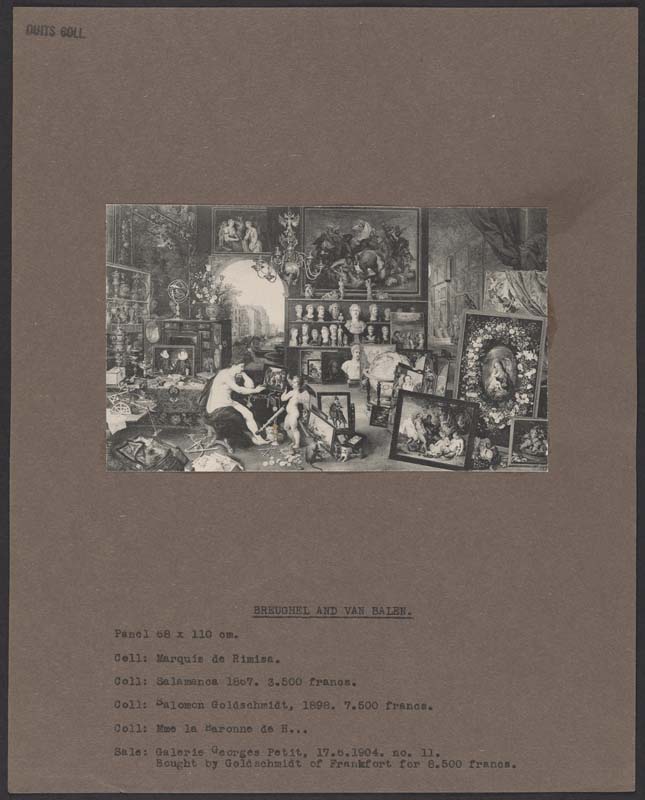 DUITS COLL.
BREUGHEL AND VAN BALEN.
Panel 68 x 110 cm.
Coll: Marquis de Rimisa.
Coll: Salamanca 1867. 3.500 francs.
Coll: Salomon Goldschmidt, 1898. 7.500 francs.
Coll: Mme la Baronne de H...
Sale: Galerie Georges Petit, 17.5.1904. no. 11.
Bought by Goldschmidt of Frankfort for 8.500 francs.